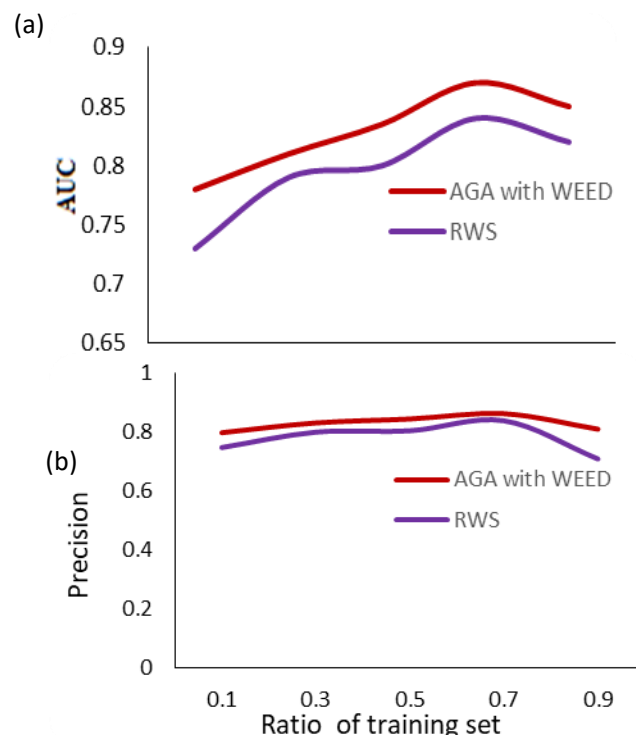 (a)
AUC
0.9
0.85
0.8
0.75
0.7
0.65
AGA with WEED
RWS
(b)
Precision
1
0.8
0.6
0.4
0.2
0
AGA with WEED
RWS
0.1 0.3 0.5 0.7 0.9
Ratio of training set